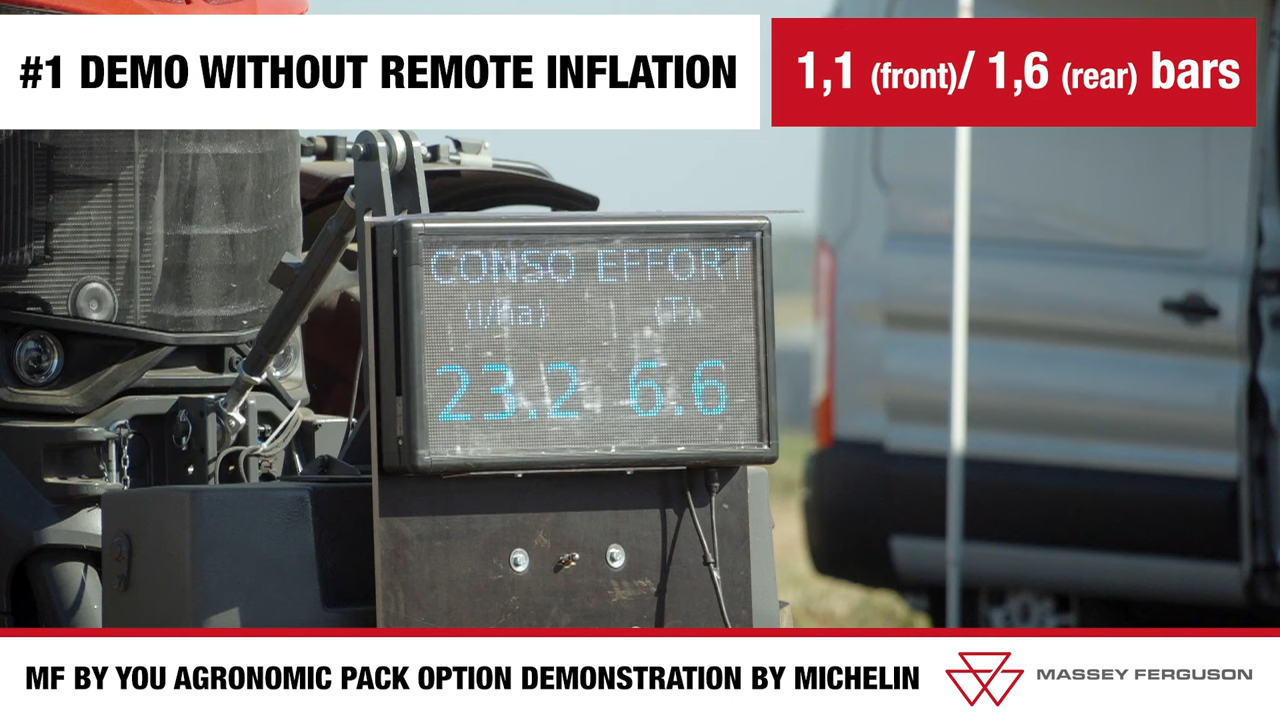 #1 DEMO WITHOUT REMOTE INFLATION
1,1 (front)/ 1,6 (rear) bars
CONSO EFFORT
(l/Ha) (T)
23.2 6.6
MF BY YOU AGRONOMIC PACK OPTION DEMONSTRATION BY MICHELIN
MASSEY FERGUSON